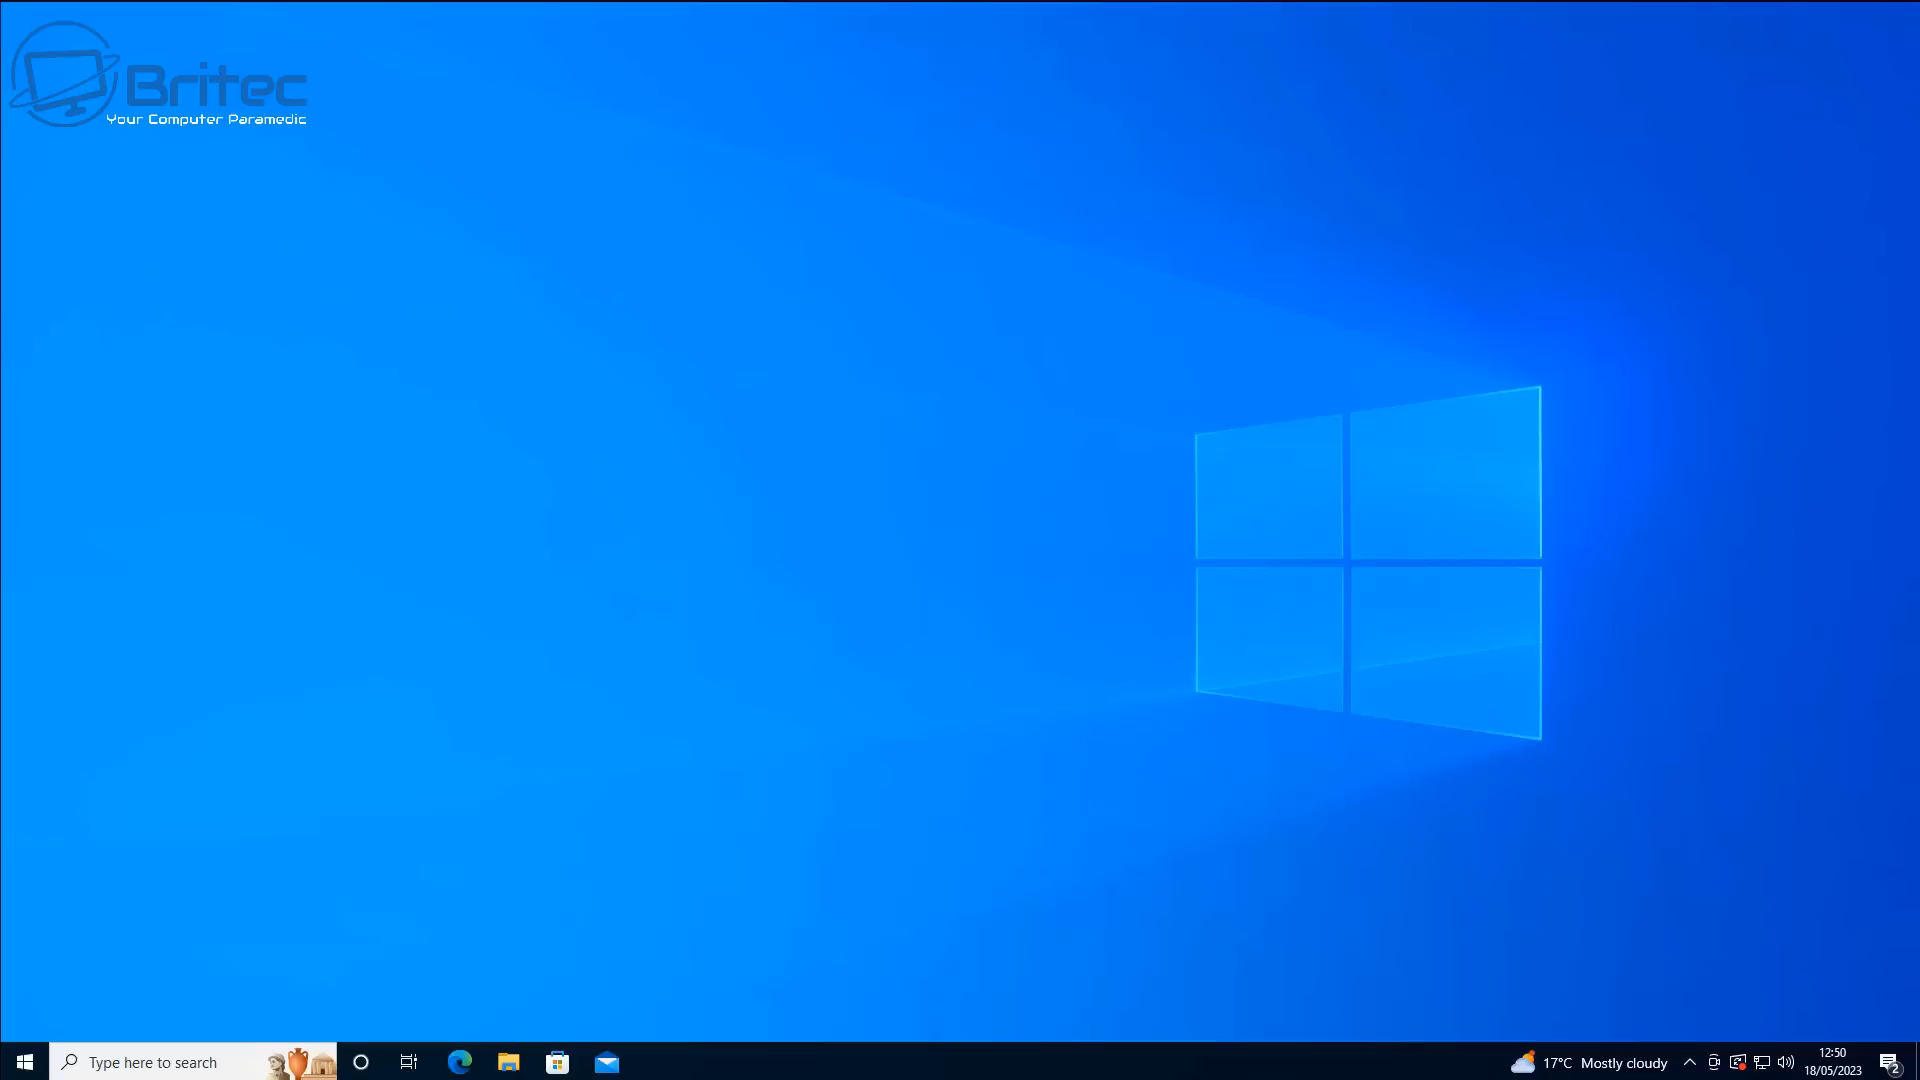 Britec
Your Computer Paramedic
Type here to search
17°C Mostly cloudy
12:50
18/05/2023
2